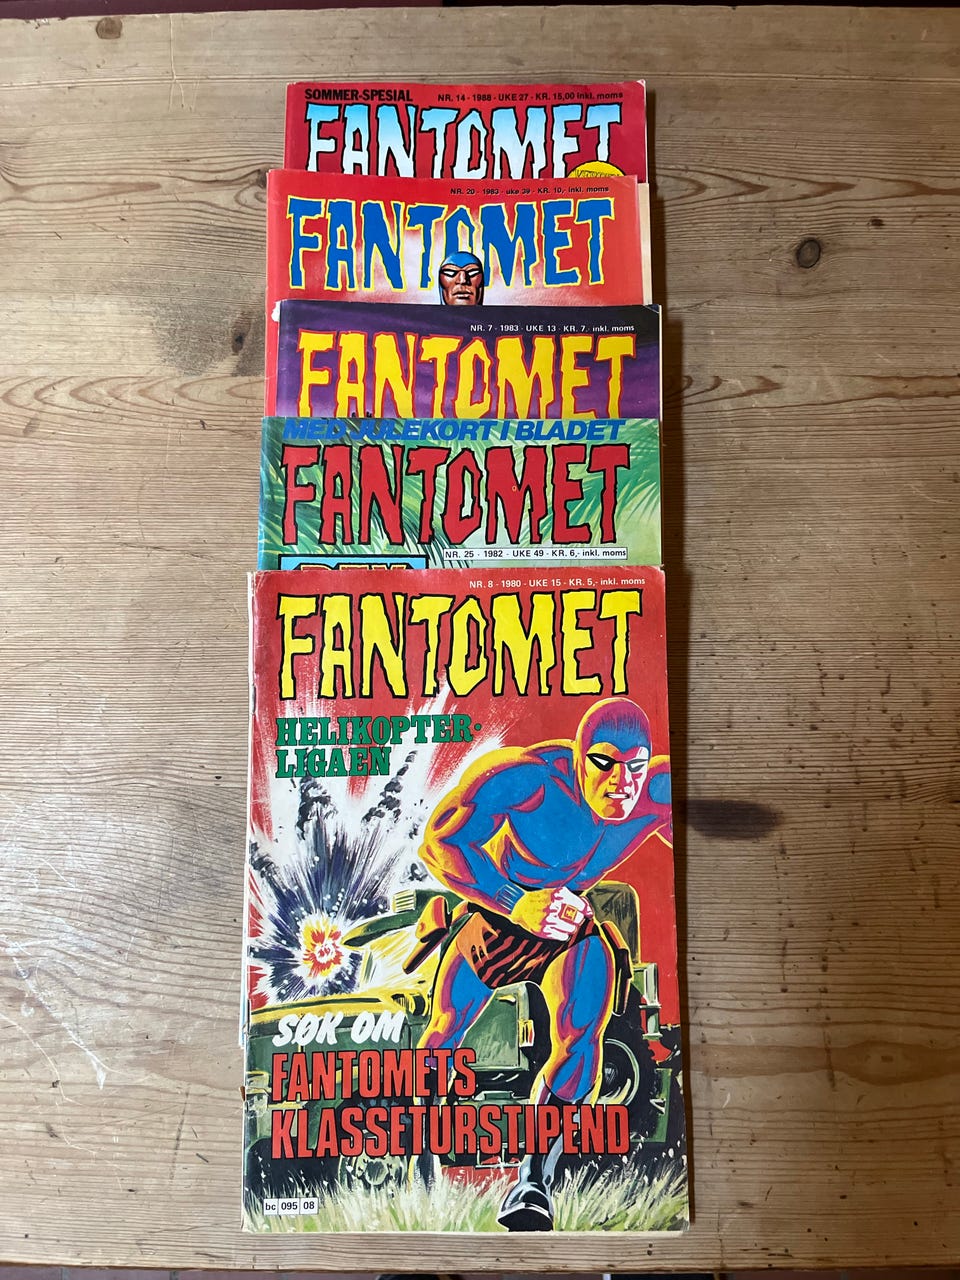 SOMMER-SPESIAL
NR. 14 - 1988 - UKE 27 - KR. 15,00 inkl. moms
FANTOMET
NR. 20 - 1983 - uke 39 - KR. 10,- inkl. moms
FANTOMET
NR. 7 - 1983 - UKE 13 - KR. 7,- inkl. moms
FANTOMET
MED JULEKORT I BLADET
FANTOMET
NR. 25 - 1982 - UKE 49 - KR. 6,- inkl. moms
NR. 8 - 1980 - UKE 15 - KR. 5,- inkl. moms
FANTOMET
HELIKOPTER-
LIGAEN
SØK OM
FANTOMETS
KLASSETURSTIPEND
bc 095 08